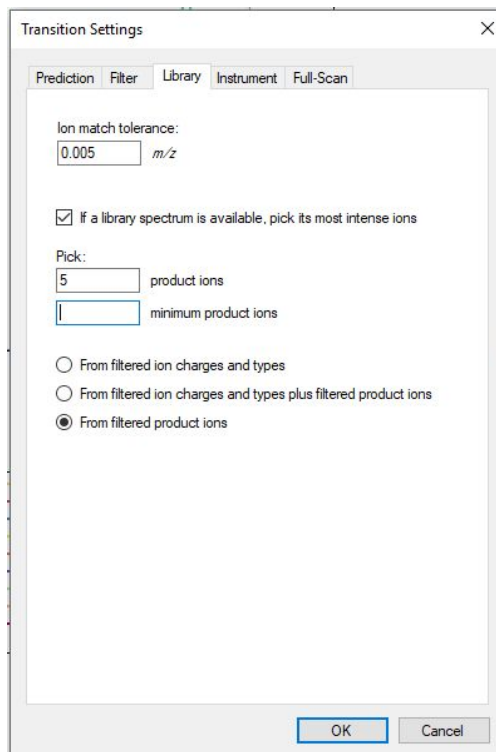 Transition Settings
Prediction Filter Library Instrument Full-Scan
Ion match tolerance:
0.005 m/z
If a library spectrum is available, pick its most intense ions
Pick:
5 product ions
minimum product ions
From filtered ion charges and types
From filtered ion charges and types plus filtered product ions
From filtered product ions
OK Cancel